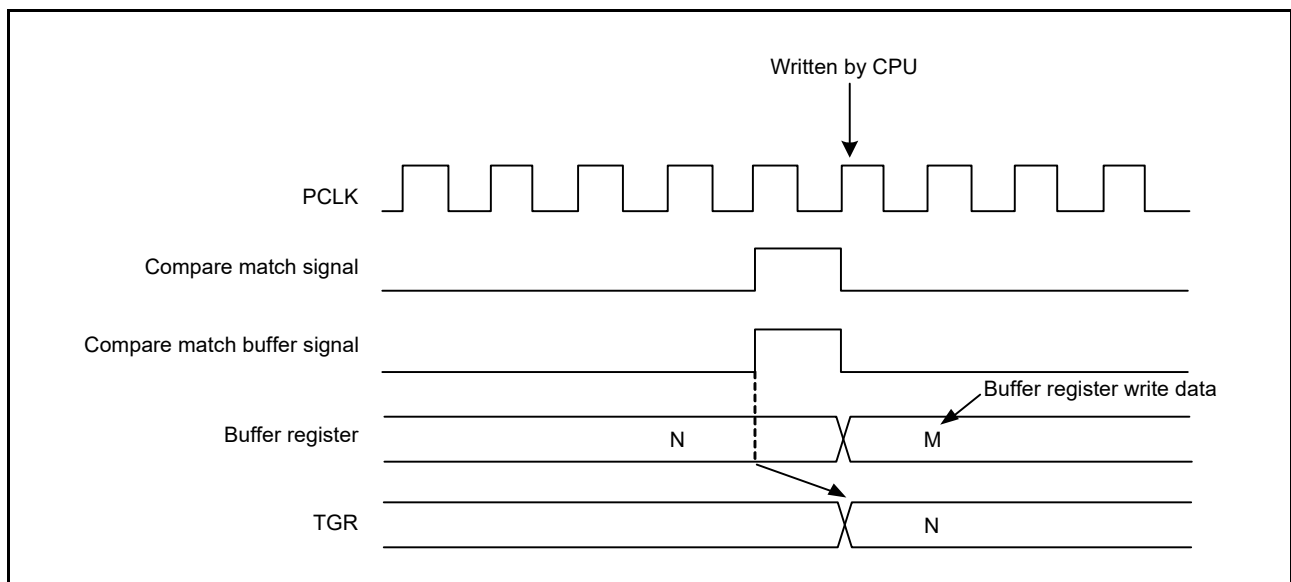 Written by CPU
PCLK
Compare match signal
Compare match buffer signal
Buffer register write data
Buffer register
N
M
TGR
N